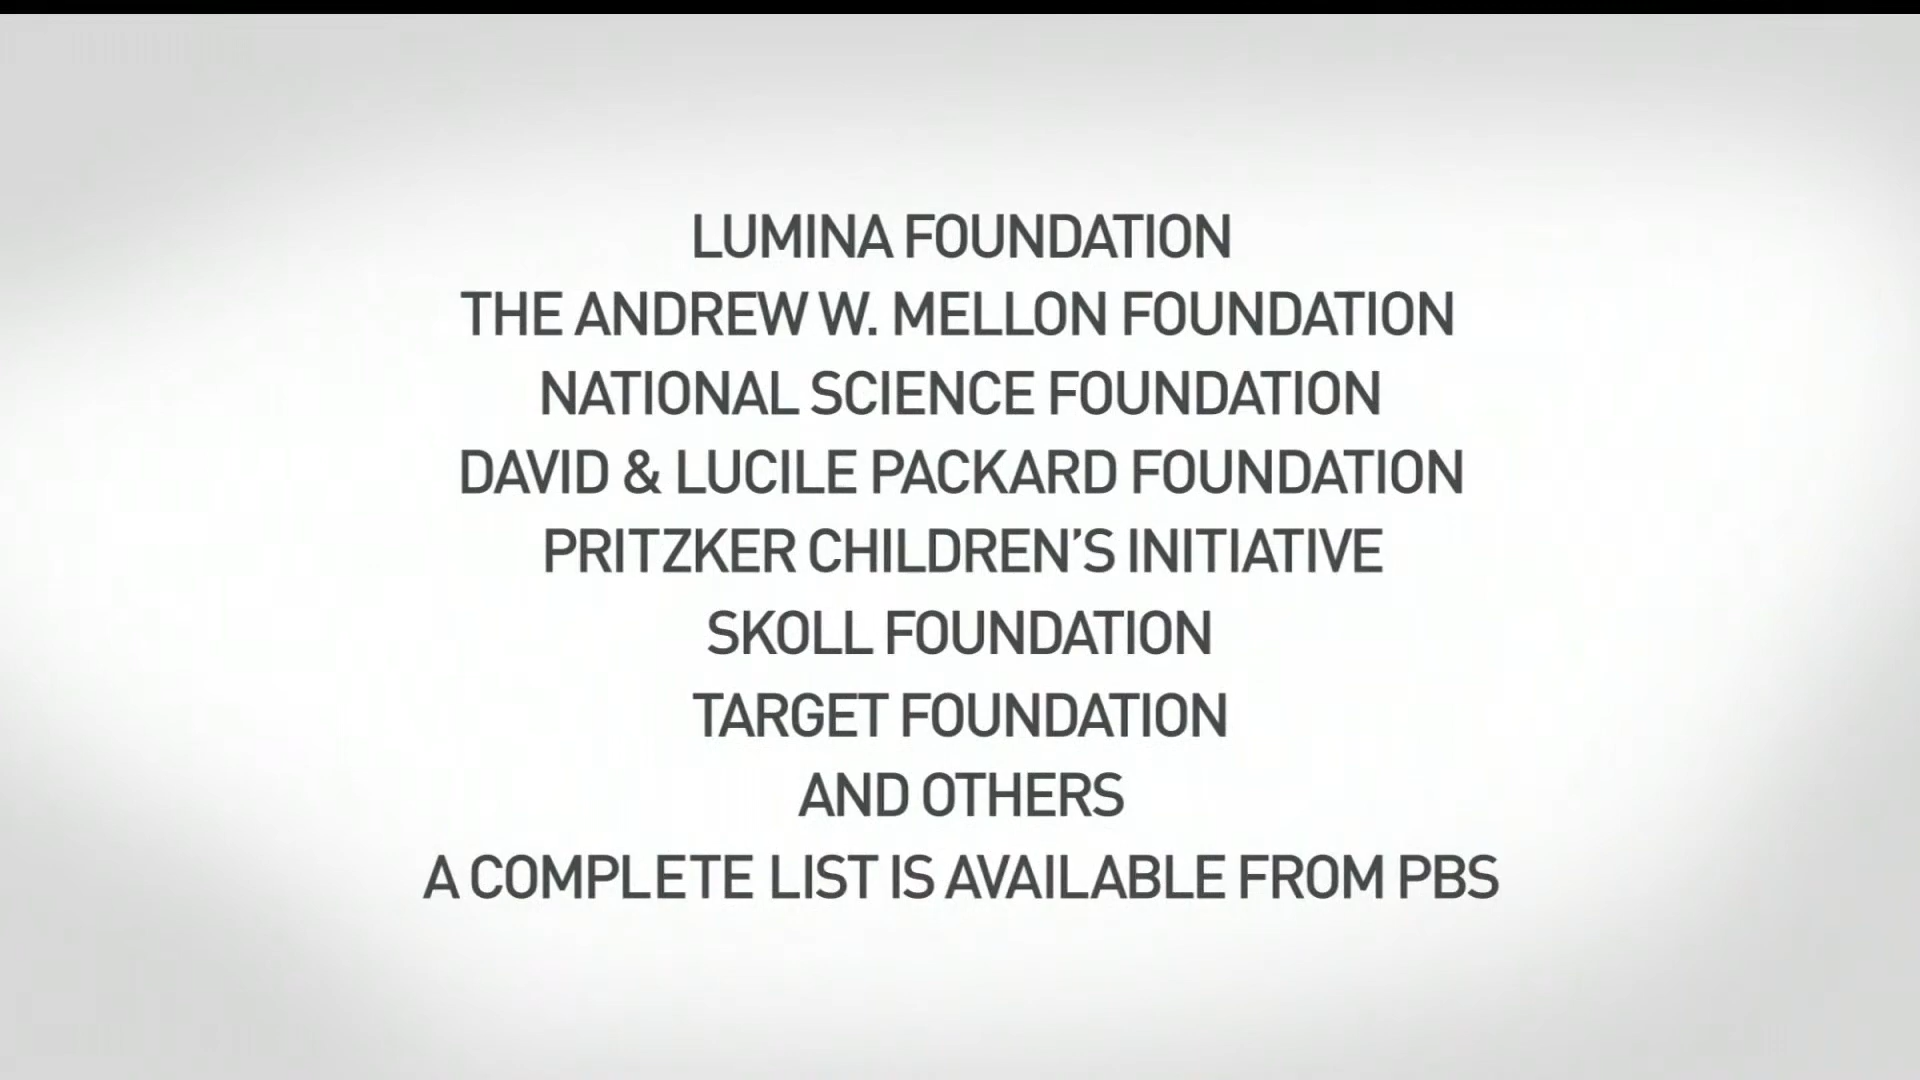 LUMINA FOUNDATION
THE ANDREW W. MELLON FOUNDATION
NATIONAL SCIENCE FOUNDATION
DAVID & LUCILE PACKARD FOUNDATION
PRITZKER CHILDREN’S INITIATIVE
SKOLL FOUNDATION
TARGET FOUNDATION
AND OTHERS
A COMPLETE LIST IS AVAILABLE FROM PBS